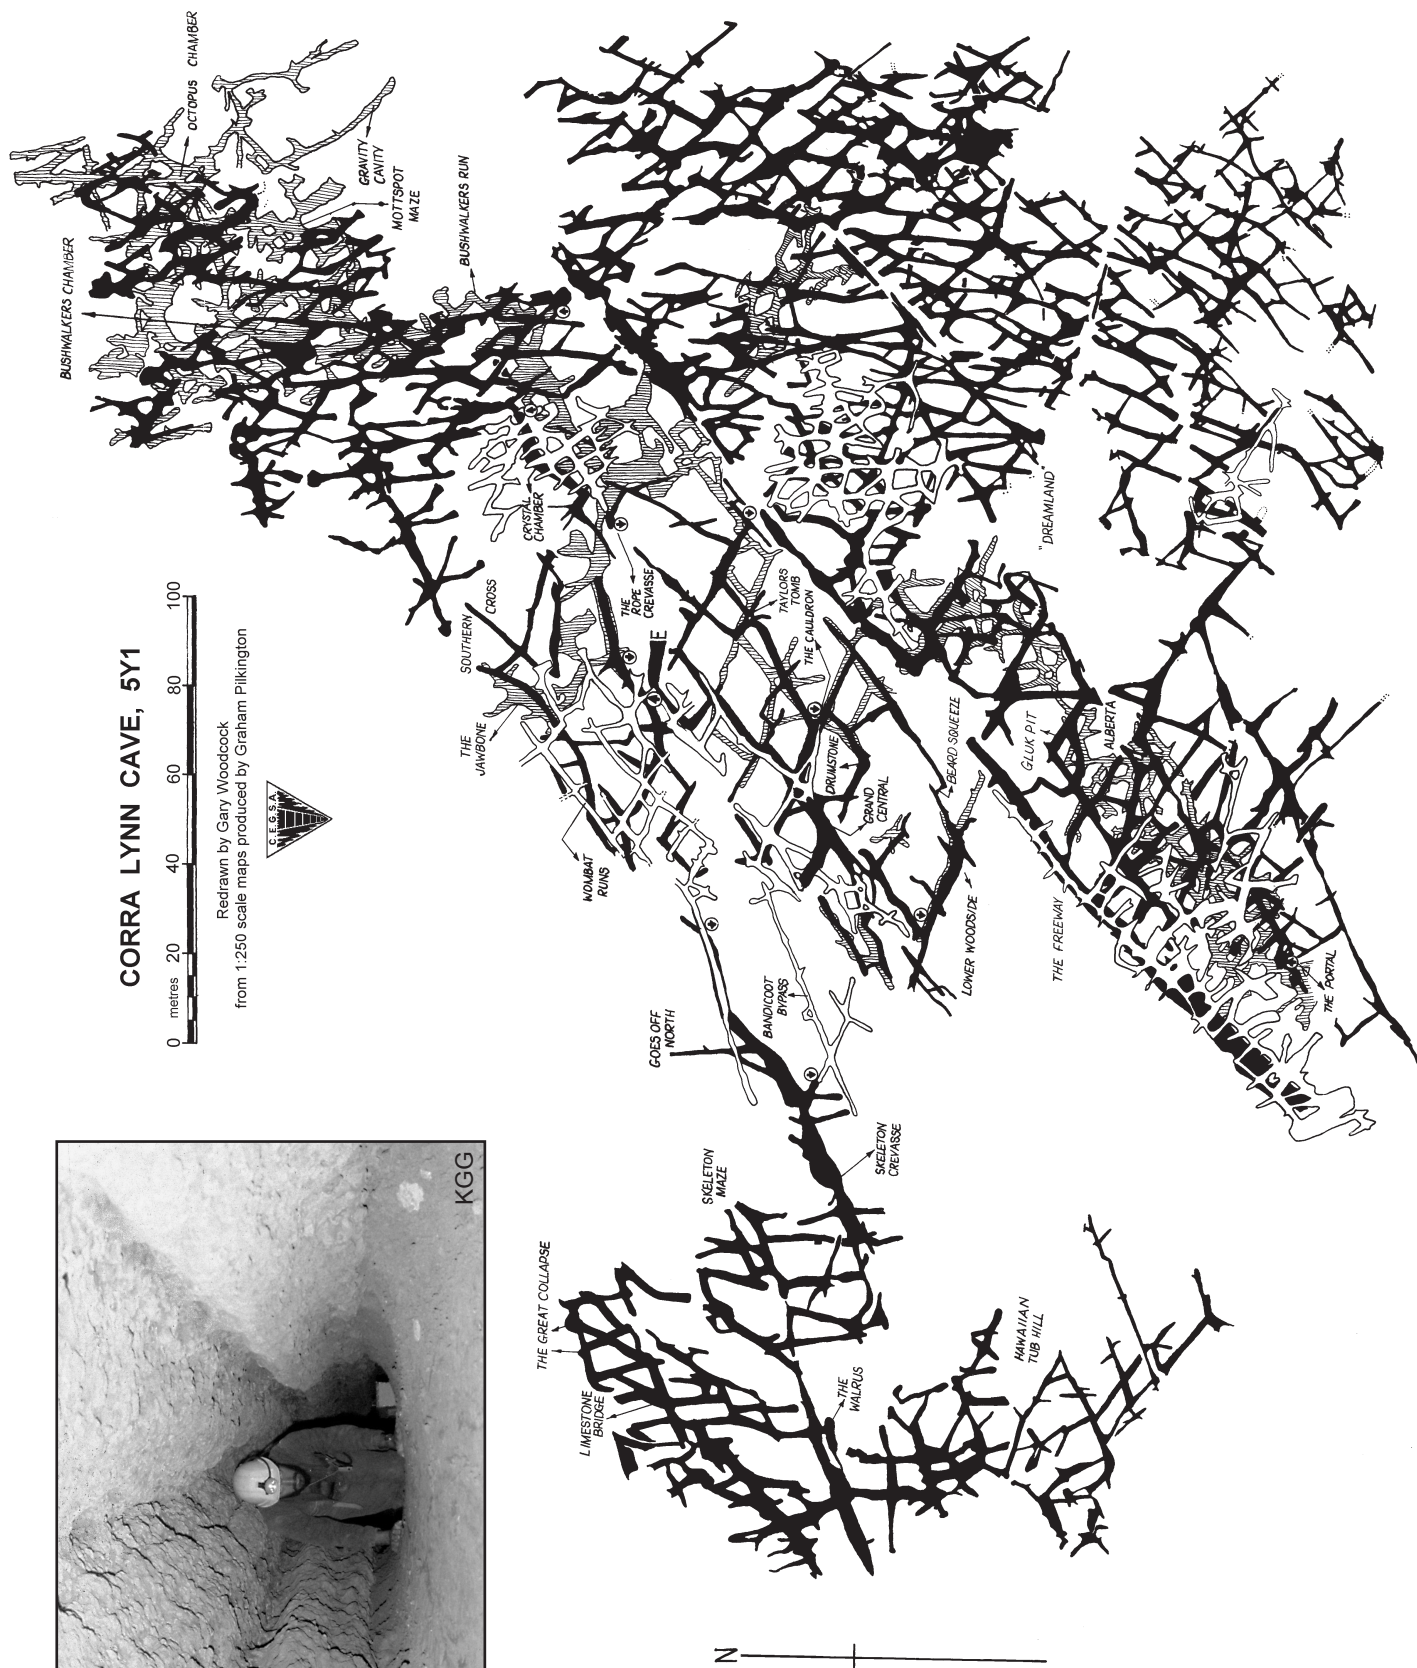 CORRA LYNN CAVE, 5Y1
metres
0
20
40
60
80
100
Redrawn by Gary Woodcock
from 1:250 scale maps produced by Graham Pilkington
C.E.G.S.A.
KGG
N
BUSHWALKERS CHAMBER
OCTOPUS CHAMBER
GRAVITY
CAVITY
MOTTSPOT
MAZE
BUSHWALKERS RUN
CRYSTAL
CHAMBER
SOUTHERN CROSS
THE
JAWBONE
THE
ROPE
CREVASSE
E
WOMBAT
RUNS
GOES OFF
NORTH
TAYLORS
TOMB
THE CAULDRON
DRUMSTONE
GRAND
CENTRAL
BEARD SQUEEZE
LOWER WOODSIDE
BANDICOOT
BYPASS
SKELETON
CREVASSE
SKELETON
MAZE
THE GREAT COLLAPSE
LIMESTONE
BRIDGE
THE
WALRUS
HAWAIIAN
TUB HILL
"DREAMLAND"
GLUK PIT
ALBERTA
THE FREEWAY
THE PORTAL